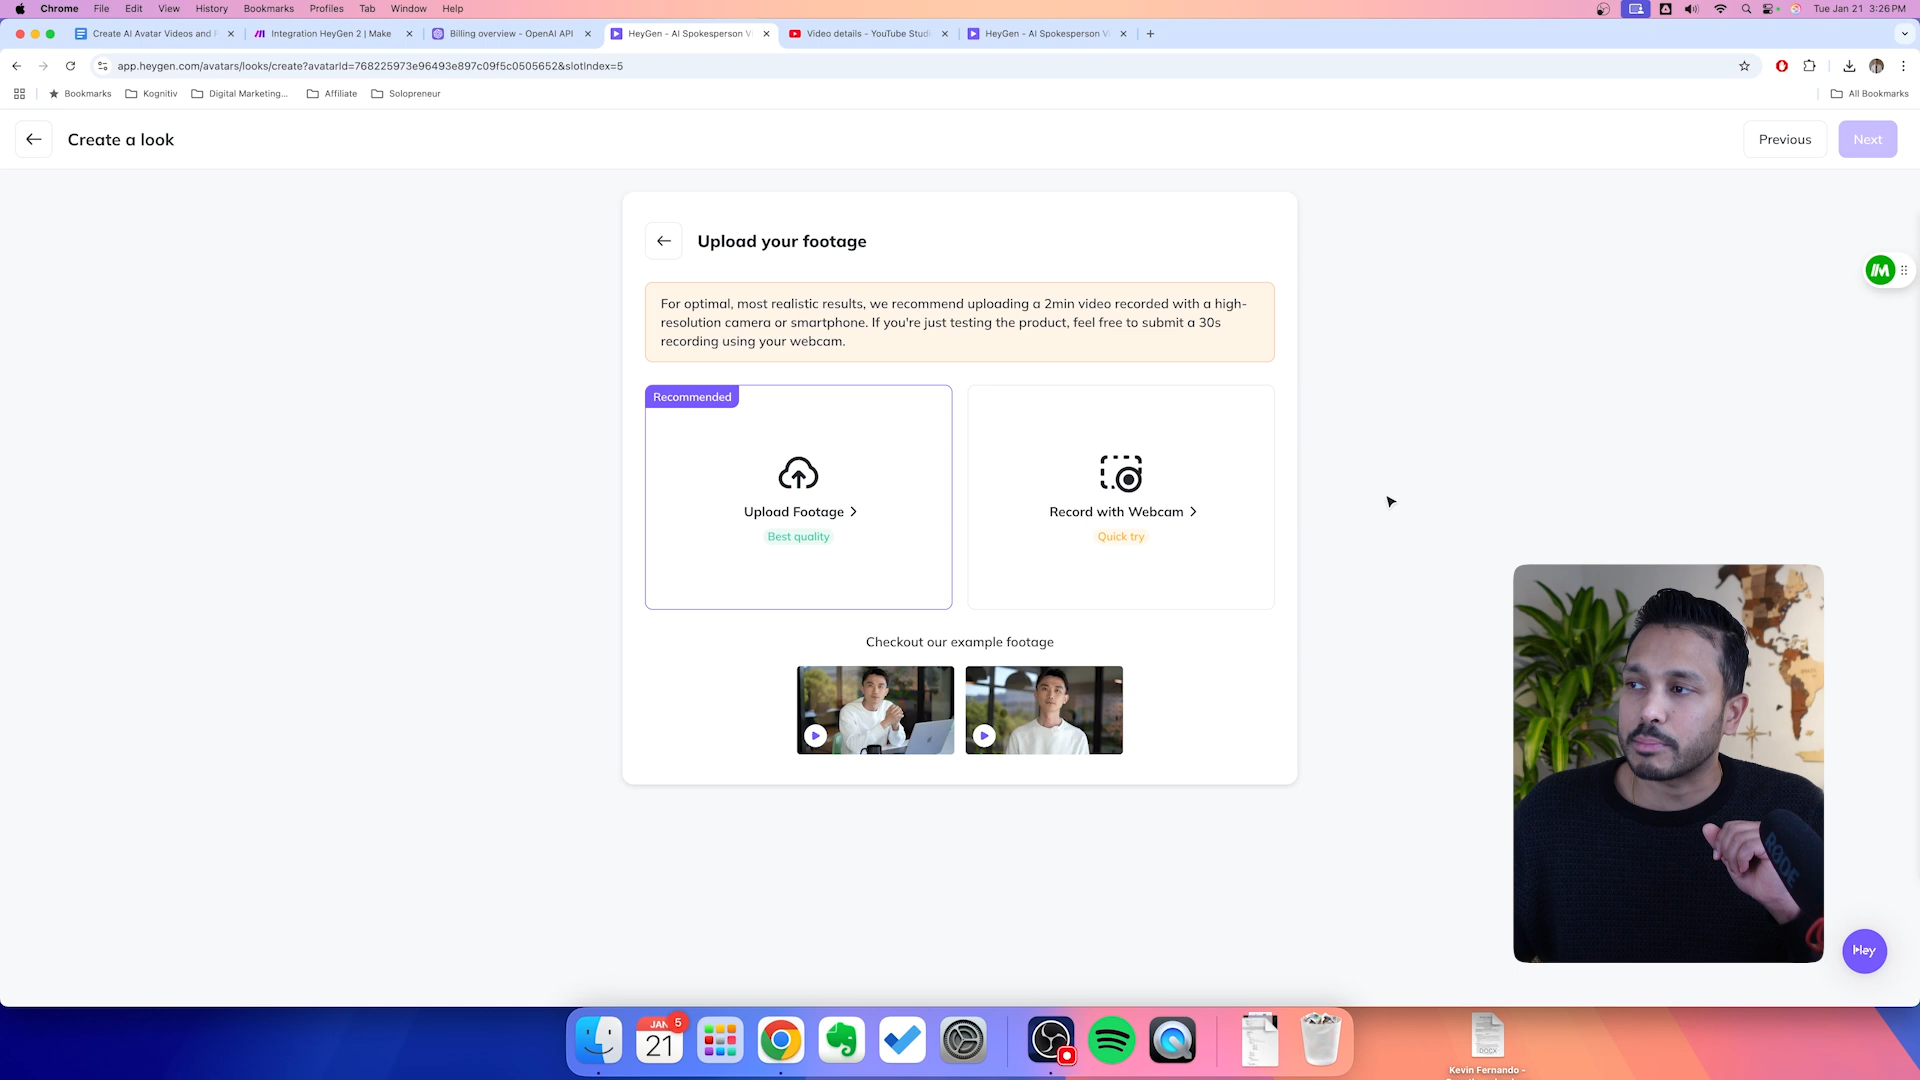 Chrome File Edit View History Bookmarks Profiles Tab Window Help
Tue Jan 21 3:26 PM
Create AI Avatar Videos and
Integration HeyGen 2 | Make
Billing overview - OpenAI API
HeyGen - AI Spokesperson V
Video details - YouTube Studi
HeyGen - AI Spokesperson V
app.heygen.com/avatars/looks/create?avatarId=768225973e96493e897c09f5c0505652&slotIndex=5
Bookmarks Kognitiv Digital Marketing... Affiliate Solopreneur All Bookmarks
Create a look
Previous
Next
Upload your footage
For optimal, most realistic results, we recommend uploading a 2min video recorded with a high-
resolution camera or smartphone. If you're just testing the product, feel free to submit a 30s
recording using your webcam.
Recommended
Upload Footage
Best quality
Record with Webcam
Quick try
Checkout our example footage
RØDE
Hey
JAN
21
5
DOCX
Kevin Fernando -